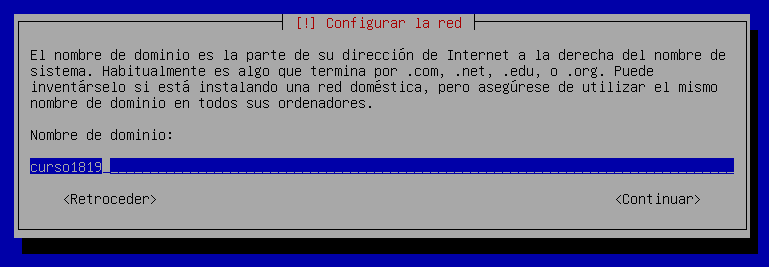 [!] Configurar la red
El nombre de dominio es la parte de su dirección de Internet a la derecha del nombre de
sistema. Habitualmente es algo que termina por .com, .net, .edu, o .org. Puede
inventárselo si está instalando una red doméstica, pero asegúrese de utilizar el mismo
nombre de dominio en todos sus ordenadores.
Nombre de dominio:
curso1819
<Retroceder> <Continuar>